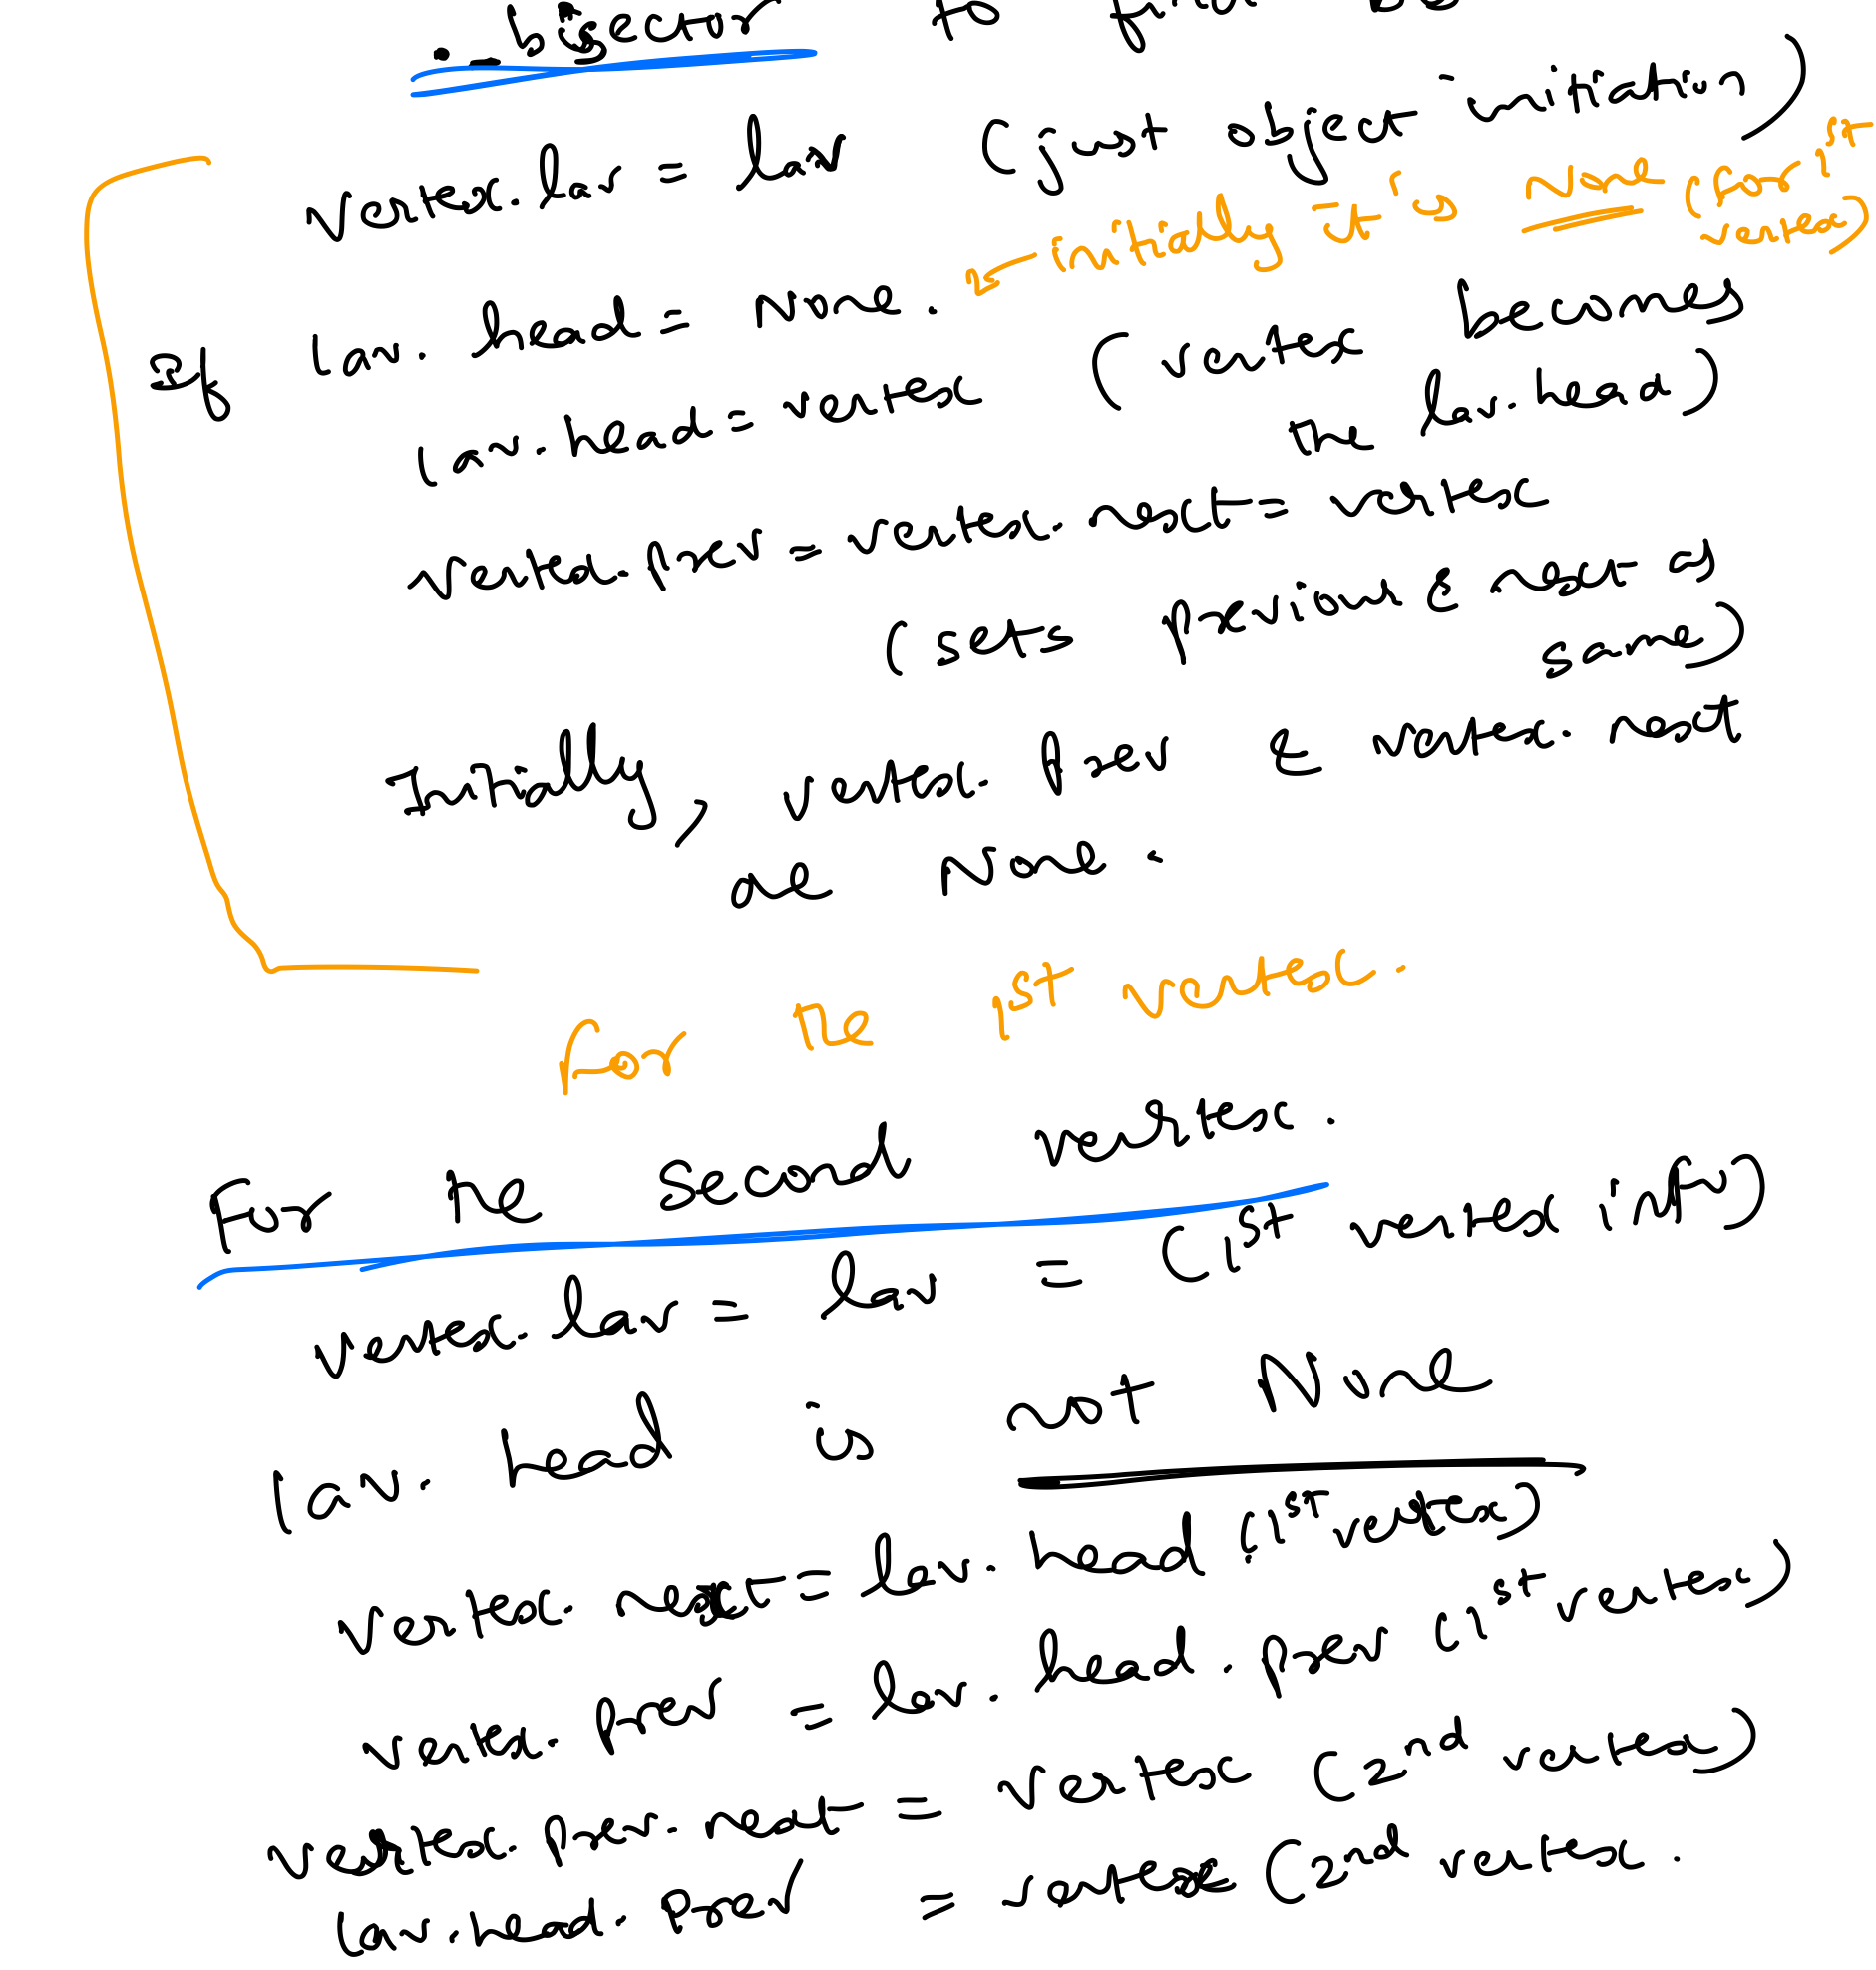 bisector to
vertex.lav = lav (just object initiation)
initially it is None (for 1st vertex)
If lav.head = None.
lav.head = vertex (vertex becomes the lav.head)
vertex.prev = vertex.next = vertex
(sets previous & next as same)
Initially, vertex.prev & vertex.next
are None.
for the 1st vertex.
For the second vertex.
vertex.lav = lav = (1st vertex info)
lav.head is not None
vertex.next = lav.head (1st vertex)
vertex.prev = lav.head.prev (1st vertex)
vertex.prev.next = vertex (2nd vertex)
lav.head.prev = vertex (2nd vertex.